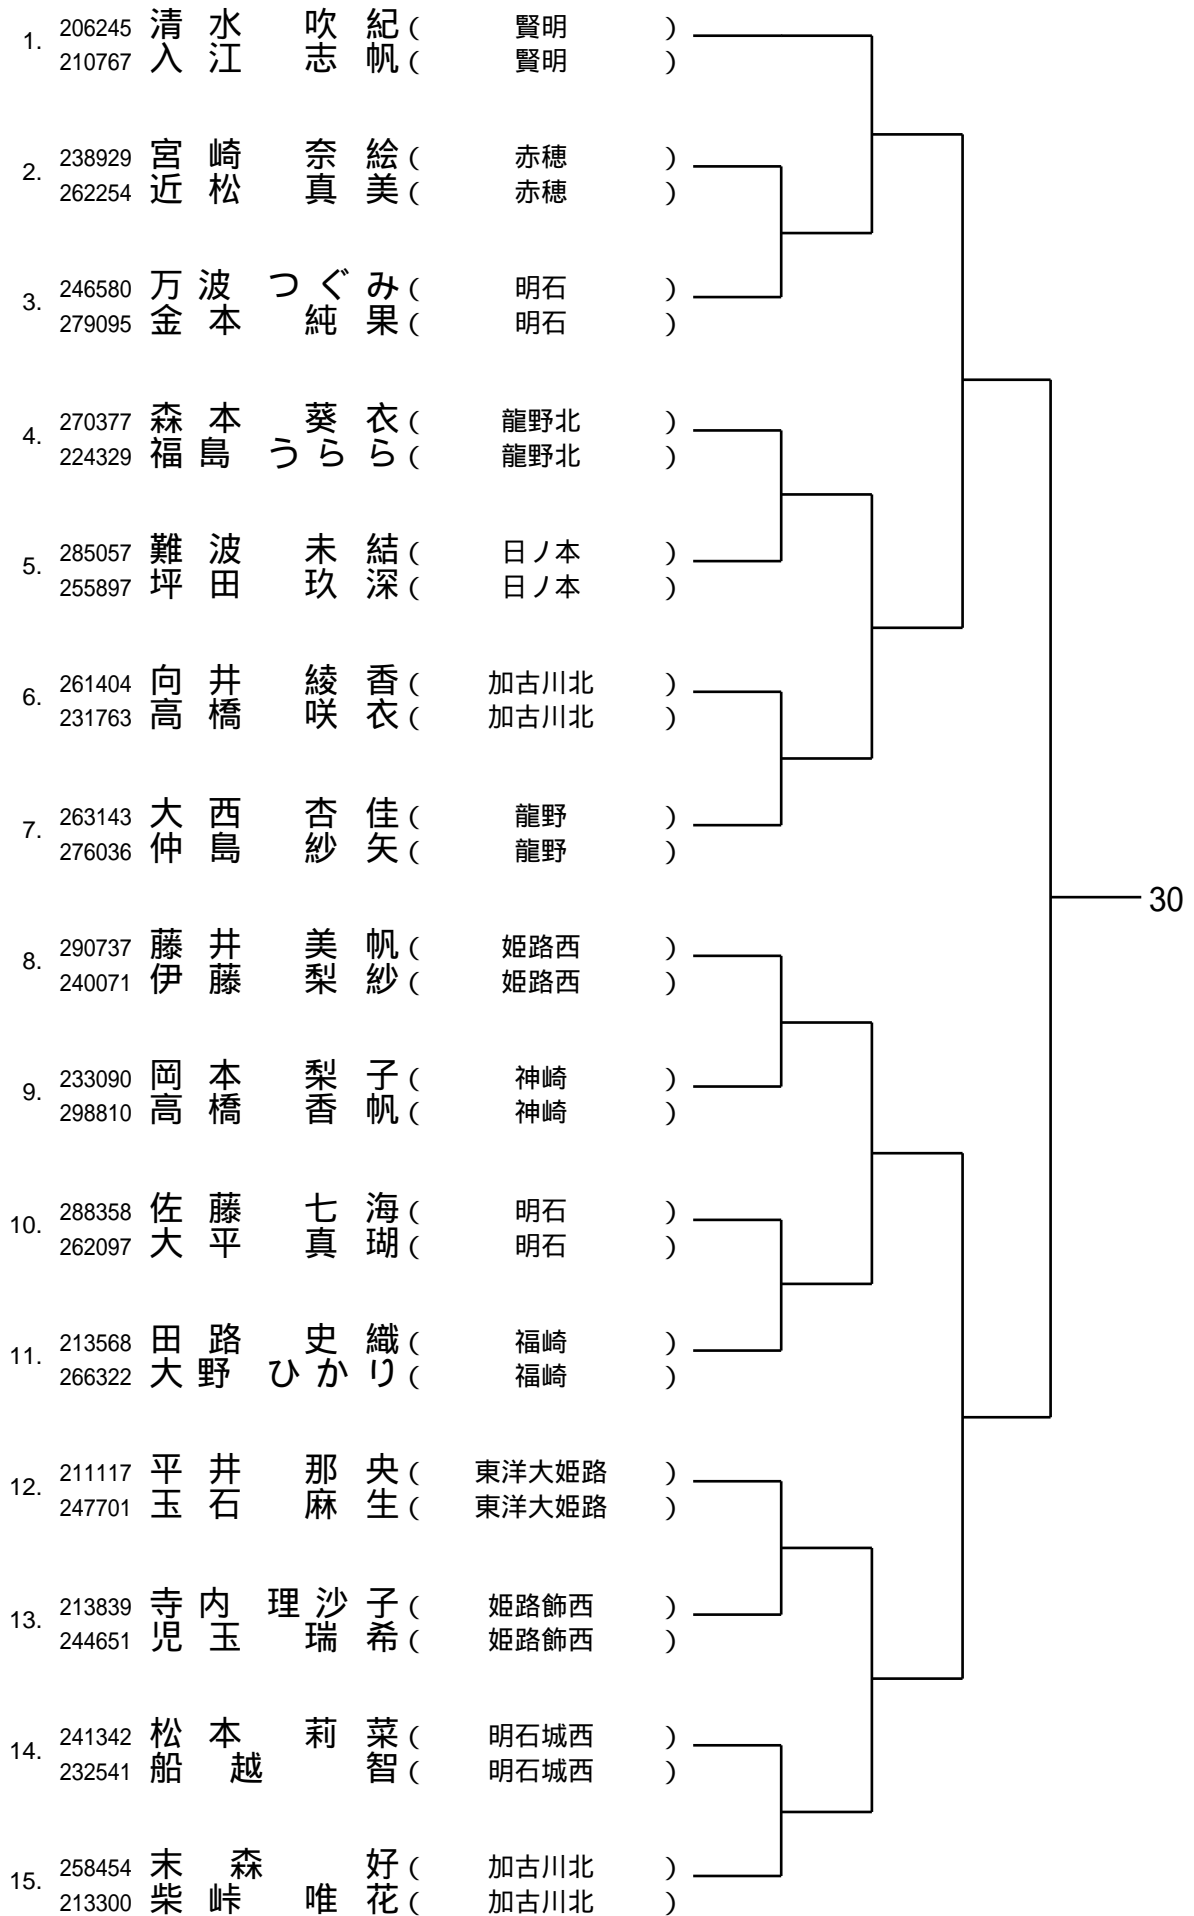 1. 206245 清水 吹紀 ( 賢明 )
210767 入江 志帆 ( 賢明 )
2. 238929 宮崎 奈絵 ( 赤穂 )
262254 近松 真美 ( 赤穂 )
3. 246580 万波 つぐみ ( 明石 )
279095 金本 純果 ( 明石 )
4. 270377 森本 葵衣 ( 龍野北 )
224329 福島 うらら ( 龍野北 )
5. 285057 難波 未結 ( 日ノ本 )
255897 坪田 玖深 ( 日ノ本 )
6. 261404 向井 綾香 ( 加古川北 )
231763 高橋 咲衣 ( 加古川北 )
7. 263143 大西 杏佳 ( 龍野 )
276036 仲島 紗矢 ( 龍野 )
30
8. 290737 藤井 美帆 ( 姫路西 )
240071 伊藤 梨紗 ( 姫路西 )
9. 233090 岡本 梨子 ( 神崎 )
298810 高橋 香帆 ( 神崎 )
10. 288358 佐藤 七海 ( 明石 )
262097 大平 真瑚 ( 明石 )
11. 213568 田路 史織 ( 福崎 )
266322 大野 ひかり ( 福崎 )
12. 211117 平井 那央 ( 東洋大姫路 )
247701 玉石 麻生 ( 東洋大姫路 )
13. 213839 寺内 理沙子 ( 姫路飾西 )
244651 児玉 瑞希 ( 姫路飾西 )
14. 241342 松本 莉菜 ( 明石城西 )
232541 船越 智 ( 明石城西 )
15. 258454 末森 好 ( 加古川北 )
213300 柴峠 唯花 ( 加古川北 )